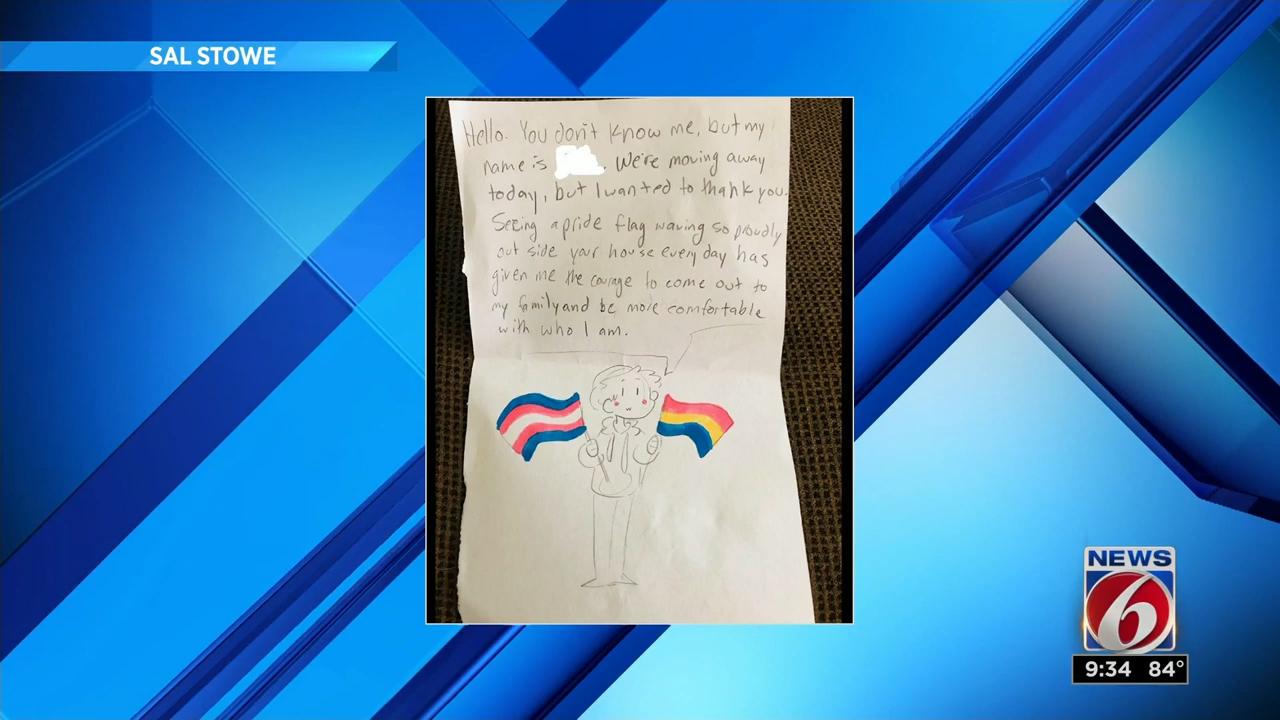 SAL STOWE
Hello. You don't know me, but my
name is . We're moving away
today, but I wanted to thank you.
Seeing a pride flag waving so proudly
out side your house every day has
given me the courage to come out to
my family and be more comfortable
with who I am.
NEWS
6
9:34 84°